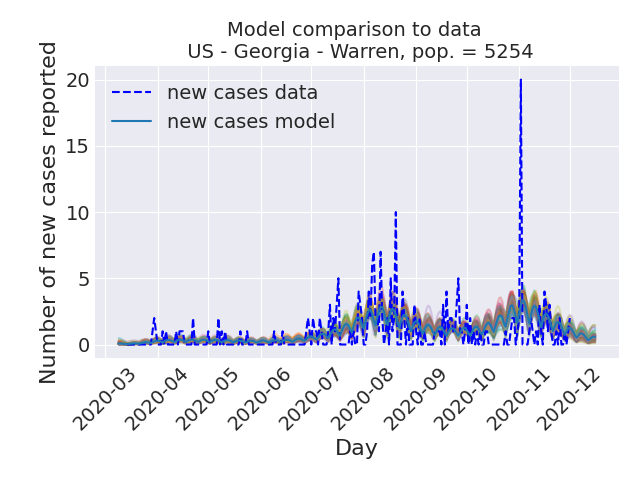 Model comparison to data
US - Georgia - Warren, pop. = 5254
Number of new cases reported
20
15
10
5
0
new cases data
new cases model
2020-03
2020-04
2020-05
2020-06
2020-07
2020-08
2020-09
2020-10
2020-11
2020-12
Day